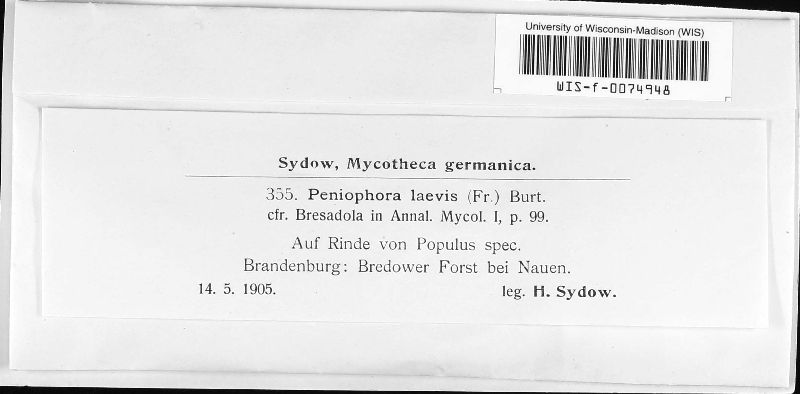 University of Wisconsin-Madison (WIS)
WIS-f-0074948
Sydow, Mycotheca germanica.
355. Peniophora laevis (Fr.) Burt.
cfr. Bresadola in Annal. Mycol. I, p. 99.
Auf Rinde von Populus spec.
Brandenburg: Bredower Forst bei Nauen.
14. 5. 1905. leg. H. Sydow.